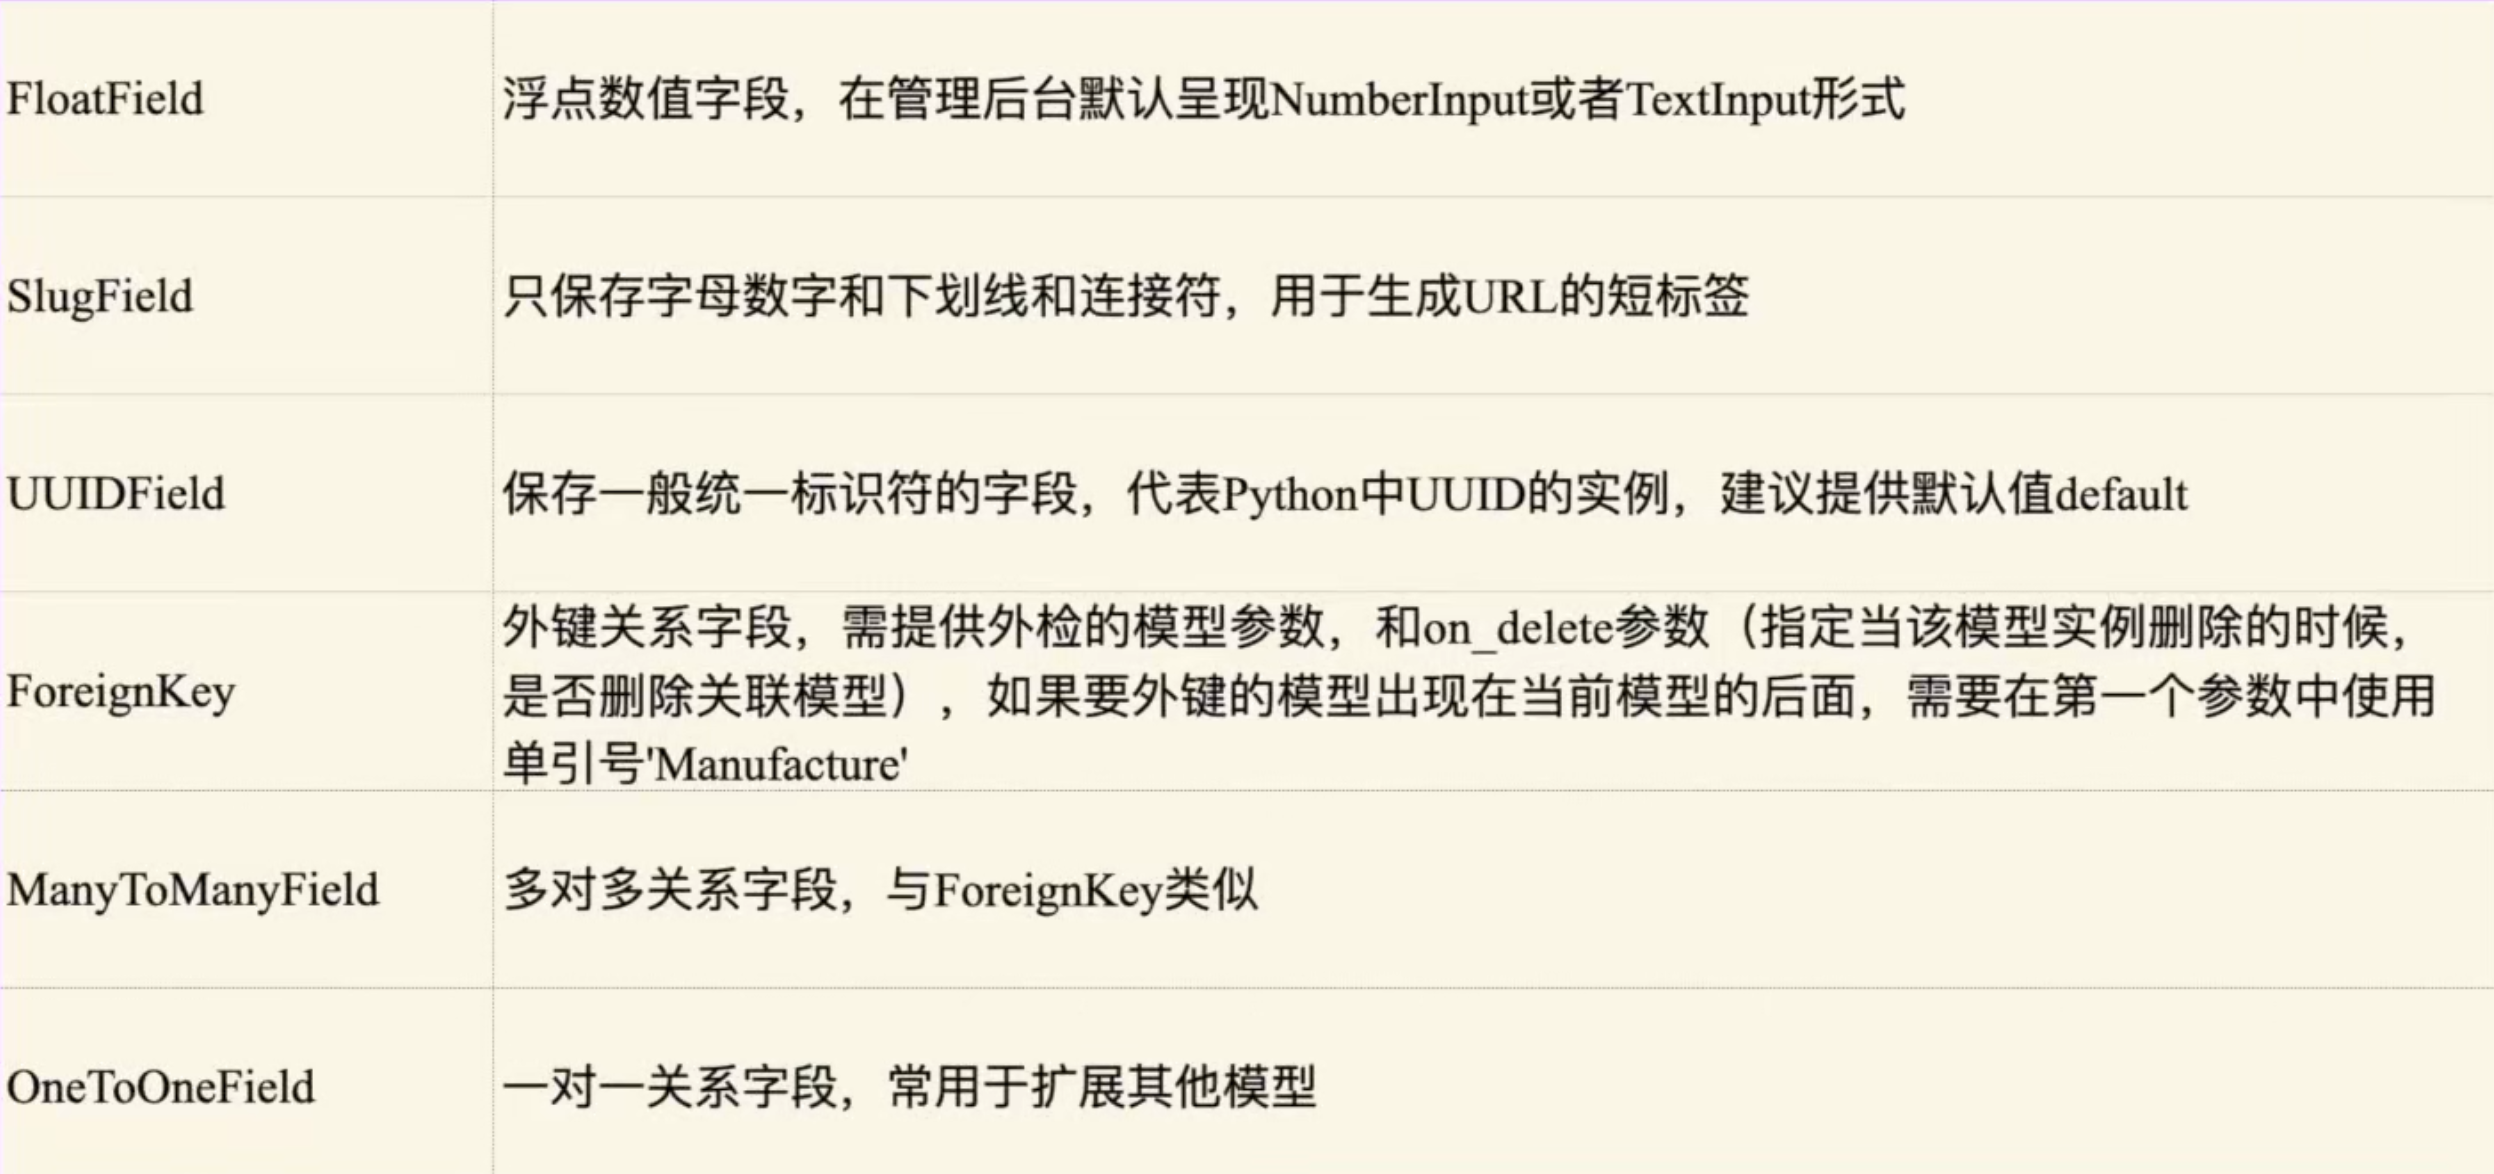 FloatField
浮点数值字段，在管理后台默认呈现NumberInput或者TextInput形式
SlugField
只保存字母数字和下划线和连接符，用于生成URL的短标签
UUIDField
保存一般统一标识符的字段，代表Python中UUID的实例，建议提供默认值default
ForeignKey
外键关系字段，需提供外检的模型参数，和on_delete参数（指定当该模型实例删除的时候，
是否删除关联模型），如果要外键的模型出现在当前模型的后面，需要在第一个参数中使用
单引号'Manufacture'
ManyToManyField
多对多关系字段，与ForeignKey类似
OneToOneField
一对一关系字段，常用于扩展其他模型